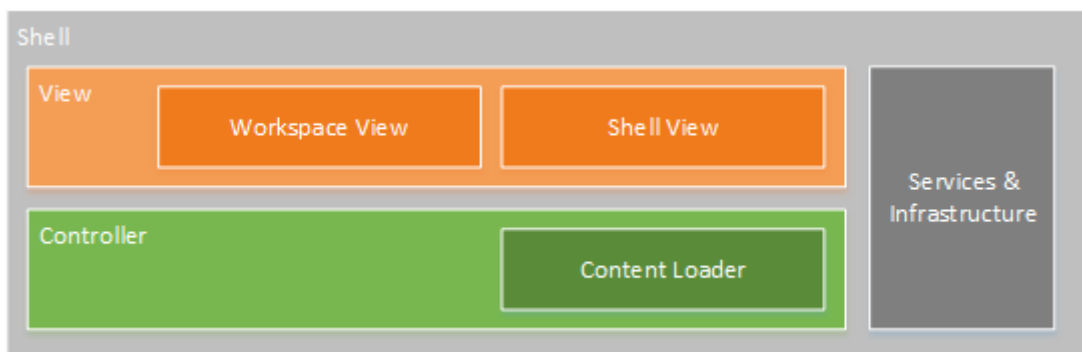 Shell
View
Workspace View
Shell View
Services &
Infrastructure
Controller
Content Loader